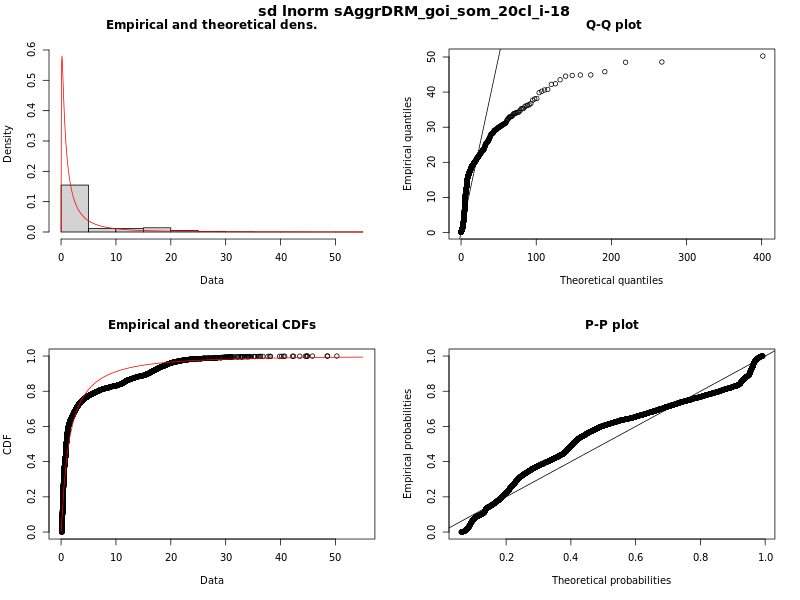 sd lnorm sAggrDRM_goi_som_20cl_i-18
Empirical and theoretical dens.
Density
0.0 0.1 0.2 0.3 0.4 0.5 0.6
0 10 20 30 40 50
Data
Q-Q plot
Empirical quantiles
0 10 20 30 40 50
0 100 200 300 400
Theoretical quantiles
Empirical and theoretical CDFs
CDF
0.0 0.2 0.4 0.6 0.8 1.0
0 10 20 30 40 50
Data
P-P plot
Empirical probabilities
0.0 0.2 0.4 0.6 0.8 1.0
0.2 0.4 0.6 0.8 1.0
Theoretical probabilities